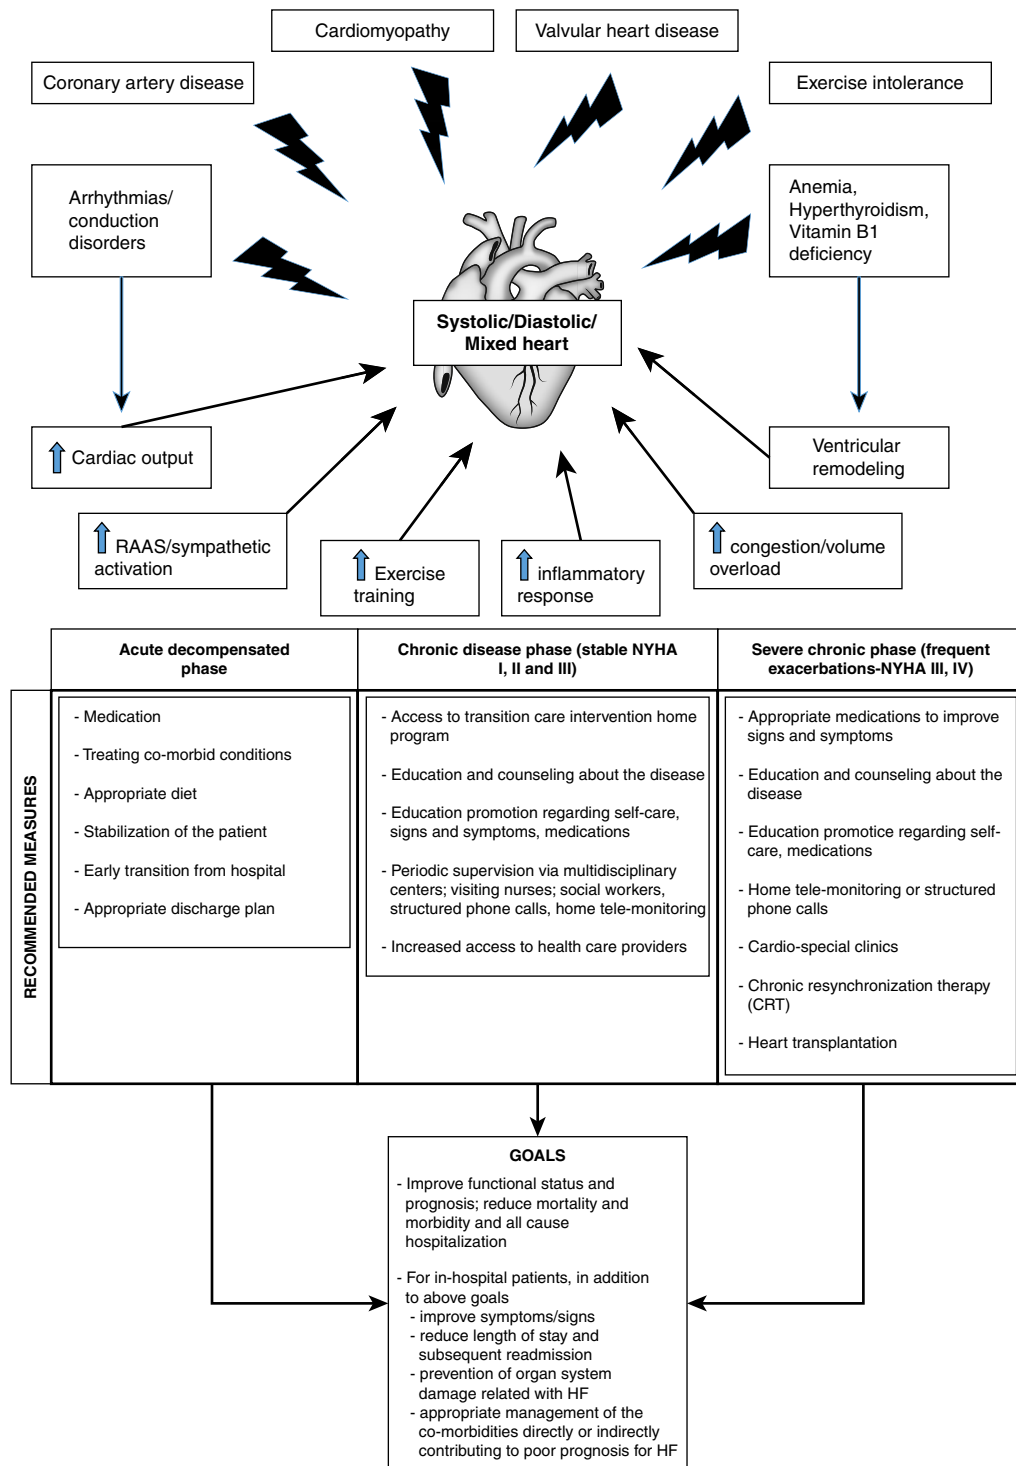 Cardiomyopathy
Valvular heart disease
Coronary artery disease
Exercise intolerance
Arrhythmias/
conduction
disorders
Anemia,
Hyperthyroidism,
Vitamin B1
deficiency
Systolic/Diastolic/
Mixed heart
Cardiac output
Ventricular
remodeling
RAAS/sympathetic
activation
Exercise
training
inflammatory
response
congestion/volume
overload
Acute decompensated
phase
Chronic disease phase (stable NYHA
I, II and III)
Severe chronic phase (frequent
exacerbations-NYHA III, IV)
RECOMMENDED MEASURES
- Medication
- Treating co-morbid conditions
- Appropriate diet
- Stabilization of the patient
- Early transition from hospital
- Appropriate discharge plan
- Access to transition care intervention home
program
- Education and counseling about the disease
- Education promotion regarding self-care,
signs and symptoms, medications
- Periodic supervision via multidisciplinary
centers; visiting nurses; social workers,
structured phone calls, home tele-monitoring
- Increased access to health care providers
- Appropriate medications to improve
signs and symptoms
- Education and counseling about the
disease
- Education promotice regarding self-
care, medications
- Home tele-monitoring or structured
phone calls
- Cardio-special clinics
- Chronic resynchronization therapy
(CRT)
- Heart transplantation
GOALS
- Improve functional status and
prognosis; reduce mortality and
morbidity and all cause
hospitalization
- For in-hospital patients, in addition
to above goals
- improve symptoms/signs
- reduce length of stay and
subsequent readmission
- prevention of organ system
damage related with HF
- appropriate management of the
co-morbidities directly or indirectly
contributing to poor prognosis for HF